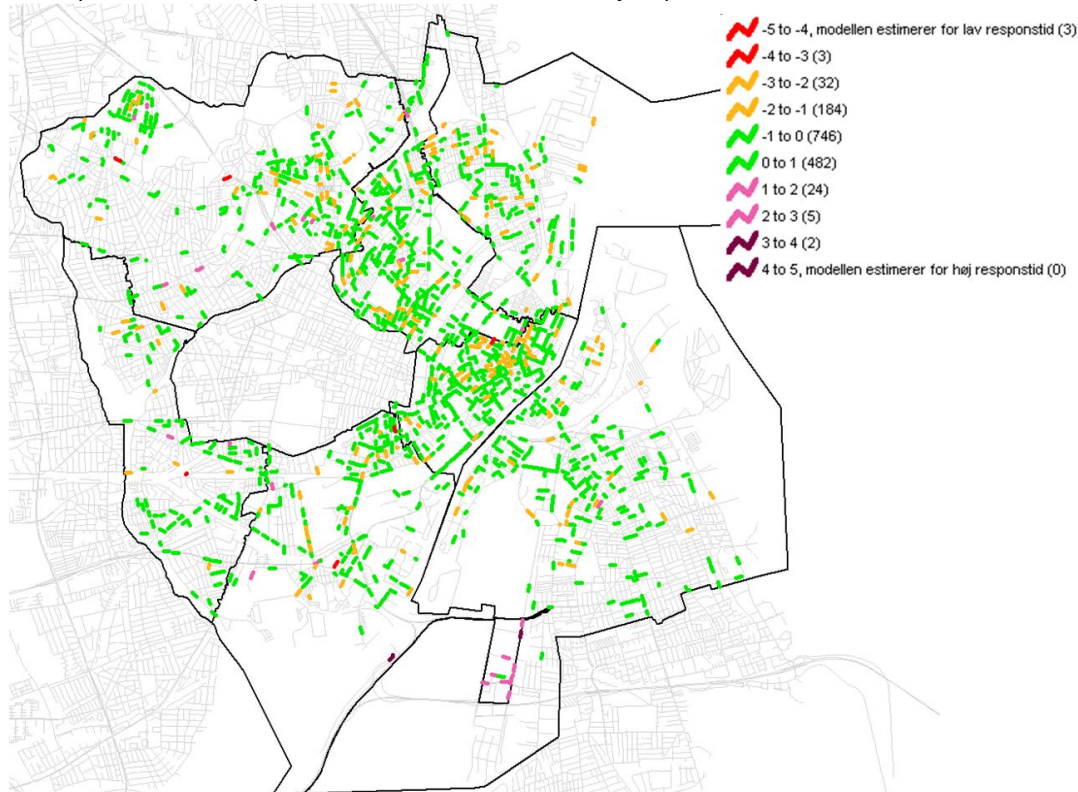 -5 to -4, modellen estimerer for lav responstid (3)
-4 to -3 (3)
-3 to -2 (32)
-2 to -1 (184)
-1 to 0 (746)
0 to 1 (482)
1 to 2 (24)
2 to 3 (5)
3 to 4 (2)
4 to 5, modellen estimerer for høj responstid (0)